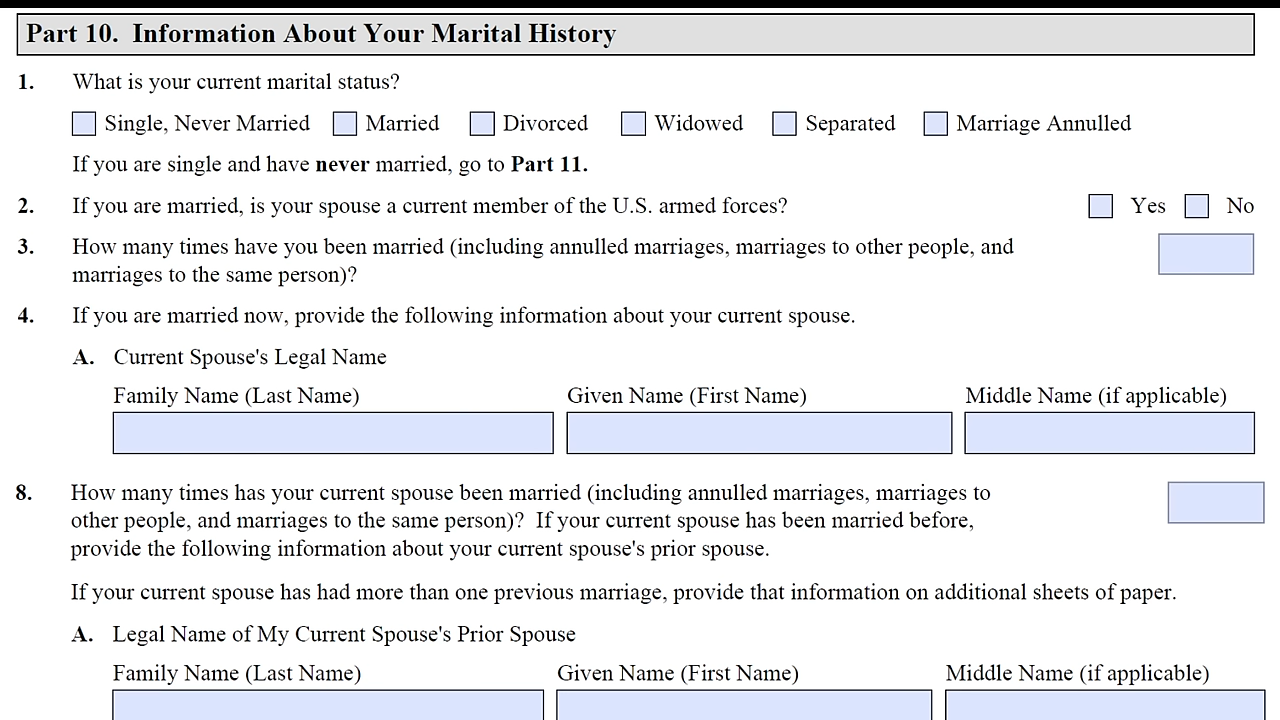 Part 10. Information About Your Marital History
1. What is your current marital status?
Single, Never Married Married Divorced Widowed Separated Marriage Annulled
If you are single and have never married, go to Part 11.
2. If you are married, is your spouse a current member of the U.S. armed forces? Yes No
3. How many times have you been married (including annulled marriages, marriages to other people, and
marriages to the same person)?
4. If you are married now, provide the following information about your current spouse.
A. Current Spouse's Legal Name
Family Name (Last Name) Given Name (First Name) Middle Name (if applicable)
8. How many times has your current spouse been married (including annulled marriages, marriages to
other people, and marriages to the same person)? If your current spouse has been married before,
provide the following information about your current spouse's prior spouse.
If your current spouse has had more than one previous marriage, provide that information on additional sheets of paper.
A. Legal Name of My Current Spouse's Prior Spouse
Family Name (Last Name) Given Name (First Name) Middle Name (if applicable)